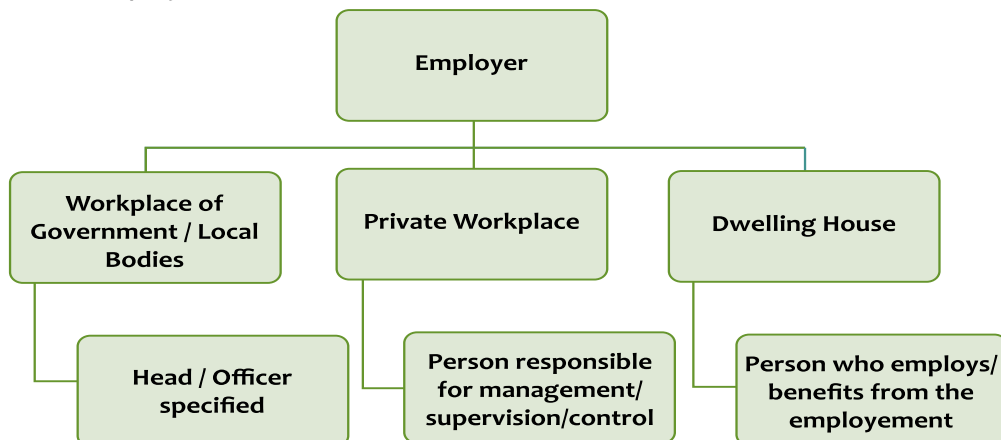 Employer
Workplace of
Government / Local
Bodies
Private Workplace
Dwelling House
Head / Officer
specified
Person responsible
for management/
supervision/control
Person who employs/
benefits from the
employement